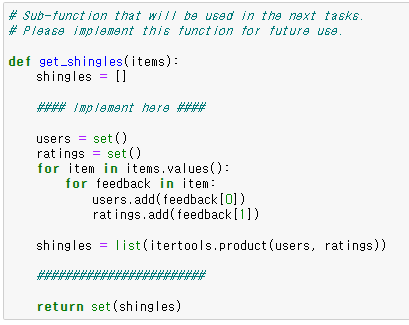 # Sub-function that will be used in the next tasks.
# Please implement this function for future use.
def get_shingles(items):
    shingles = []
    #### Implement here ####
    users = set()
    ratings = set()
    for item in items.values():
        for feedback in item:
            users.add(feedback[0])
            ratings.add(feedback[1])
    shingles = list(itertools.product(users, ratings))
    ########################
    return set(shingles)